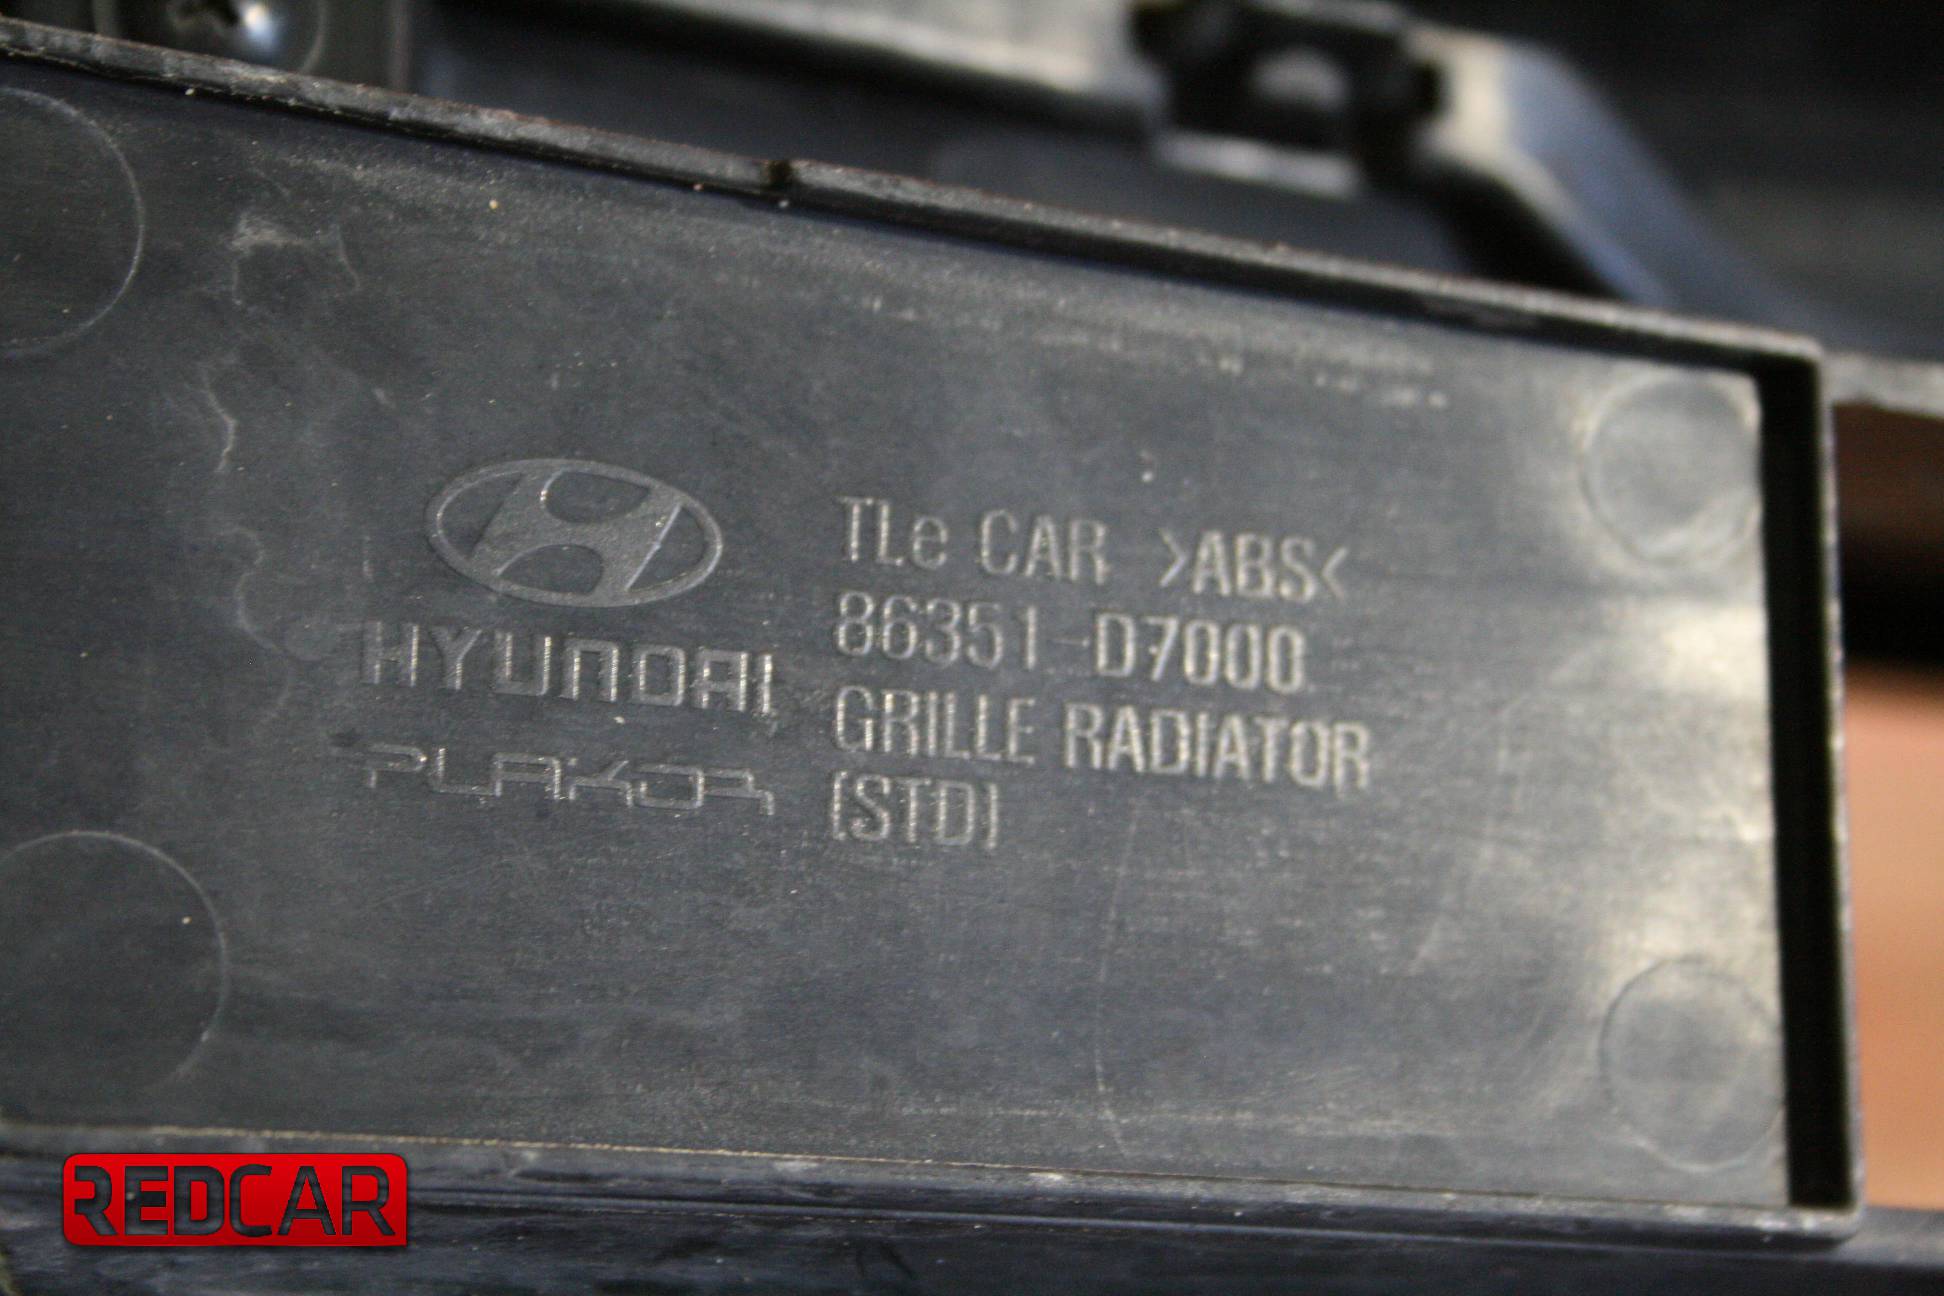 HYUNDAI
PLAKOR
TLe CAR >ABS<
86351-D7000
GRILLE RADIATOR
(STD)
REDCAR